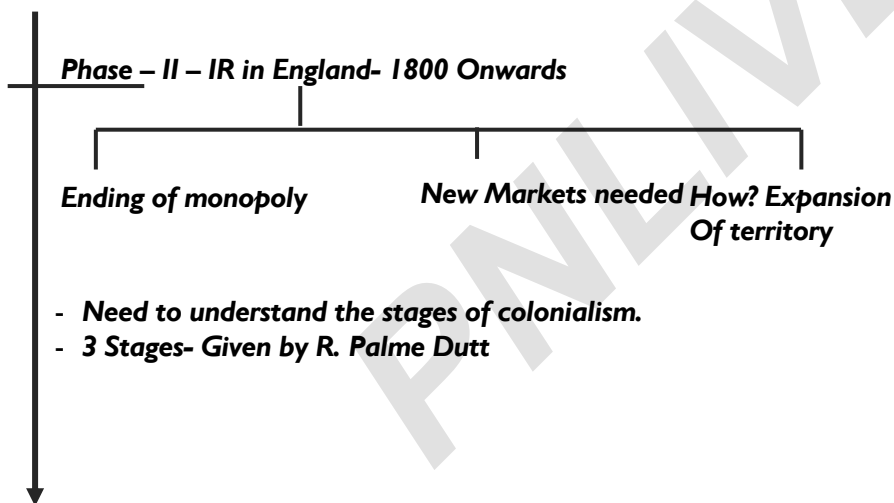 Phase – II – IR in England- 1800 Onwards
Ending of monopoly
New Markets needed
How? Expansion
Of territory
- Need to understand the stages of colonialism.
- 3 Stages- Given by R. Palme Dutt
PNLIVE